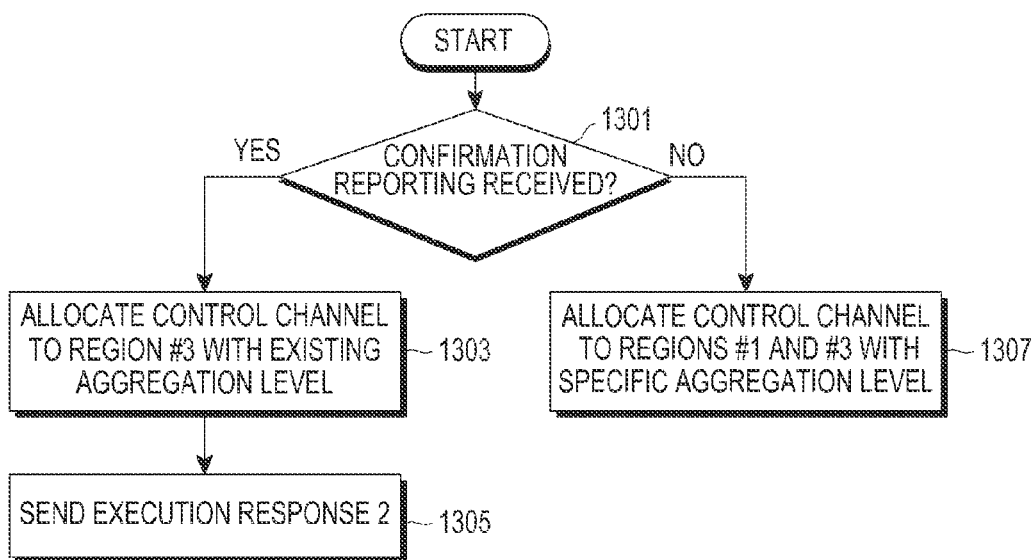 START
1301
YES
CONFIRMATION
REPORTING RECEIVED?
NO
ALLOCATE CONTROL CHANNEL
TO REGION #3 WITH EXISTING
AGGREGATION LEVEL
1303
ALLOCATE CONTROL CHANNEL
TO REGIONS #1 AND #3 WITH
SPECIFIC AGGREGATION LEVEL
1307
SEND EXECUTION RESPONSE 2
1305